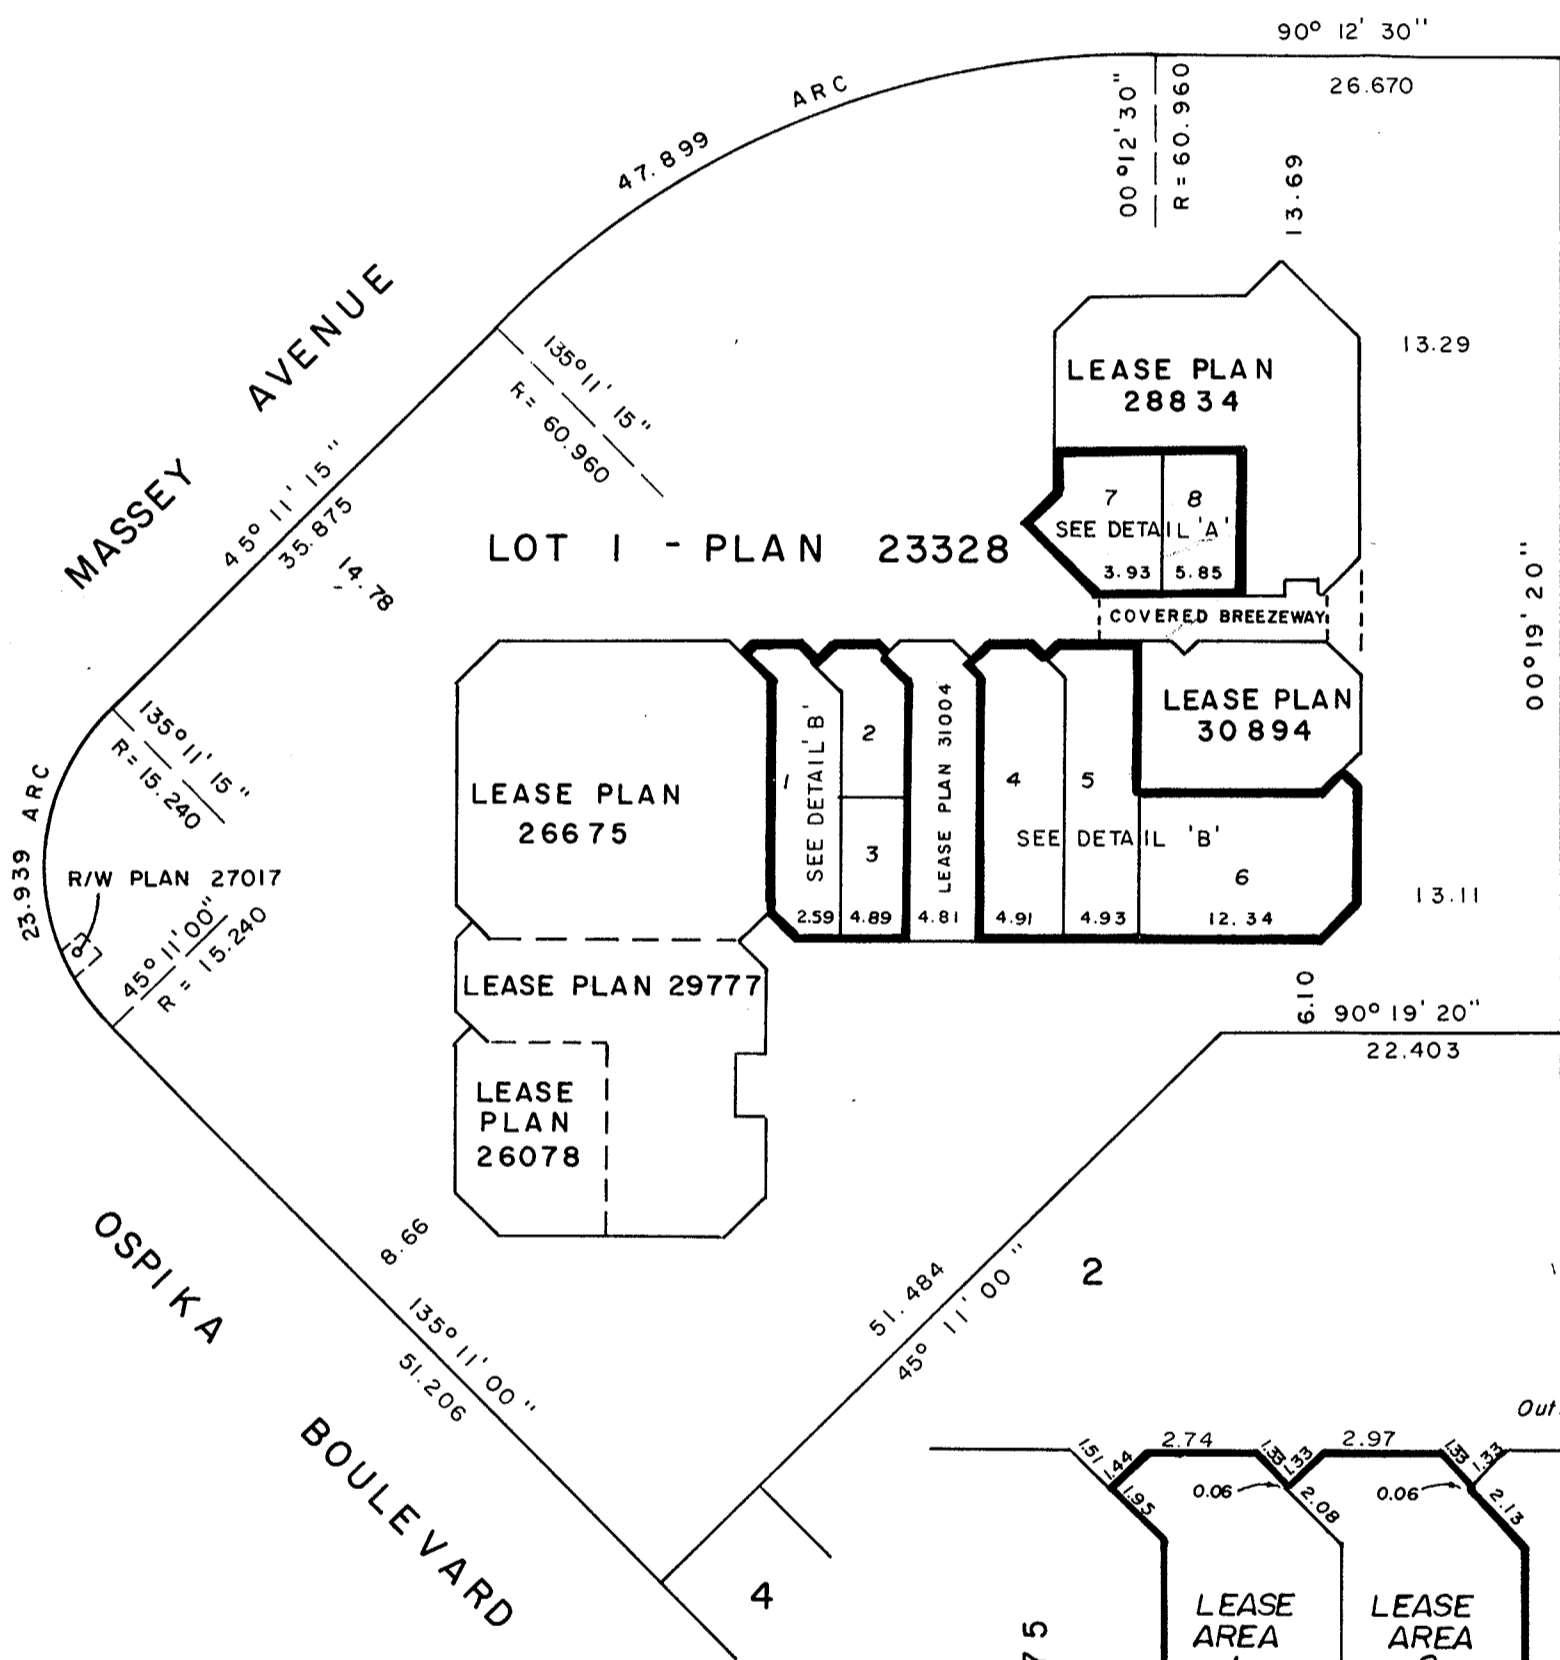 90° 12' 30"
26.670
ARC
47.899
00°12'30"
R = 60.960
13.69
MASSEY AVENUE
45° 11' 15"
35.875
14.78
135° 11' 15"
R = 60.960
LEASE PLAN
28834
13.29
7
8
SEE DETAIL 'A'
3.93
5.85
LOT 1 - PLAN 23328
COVERED BREEZEWAY
00°19' 20"
135° 11' 15"
R = 15.240
23.939 ARC
R/W PLAN 27017
45° 11' 00"
R = 15.240
LEASE PLAN
26675
1
SEE DETAIL 'B'
2
3
LEASE PLAN 31004
4
5
SEE DETAIL 'B'
6
LEASE PLAN
30894
2.59
4.89
4.81
4.91
4.93
12.34
13.11
LEASE PLAN 29777
6.10
90° 19' 20"
22.403
LEASE
PLAN
26078
OSPIKA BOULEVARD
8.66
135° 11' 00"
51.206
51.484
45° 11' 00"
2
4
Out
1.51
1.44
2.74
1.33
1.33
2.97
1.33
1.33
1.95
0.06
2.08
0.06
2.13
LEASE
AREA
LEASE
AREA
75